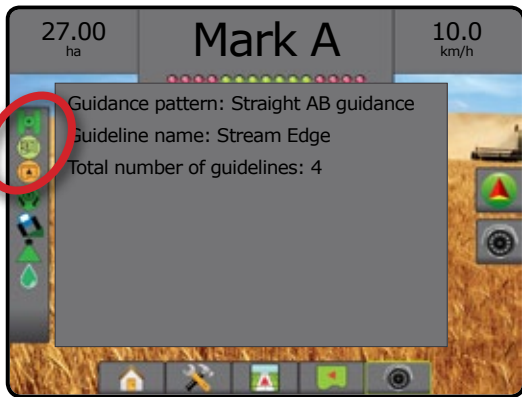 27.00
ha
Mark A
10.0
km/h
Guidance pattern: Straight AB guidance
Guideline name: Stream Edge
Total number of guidelines: 4